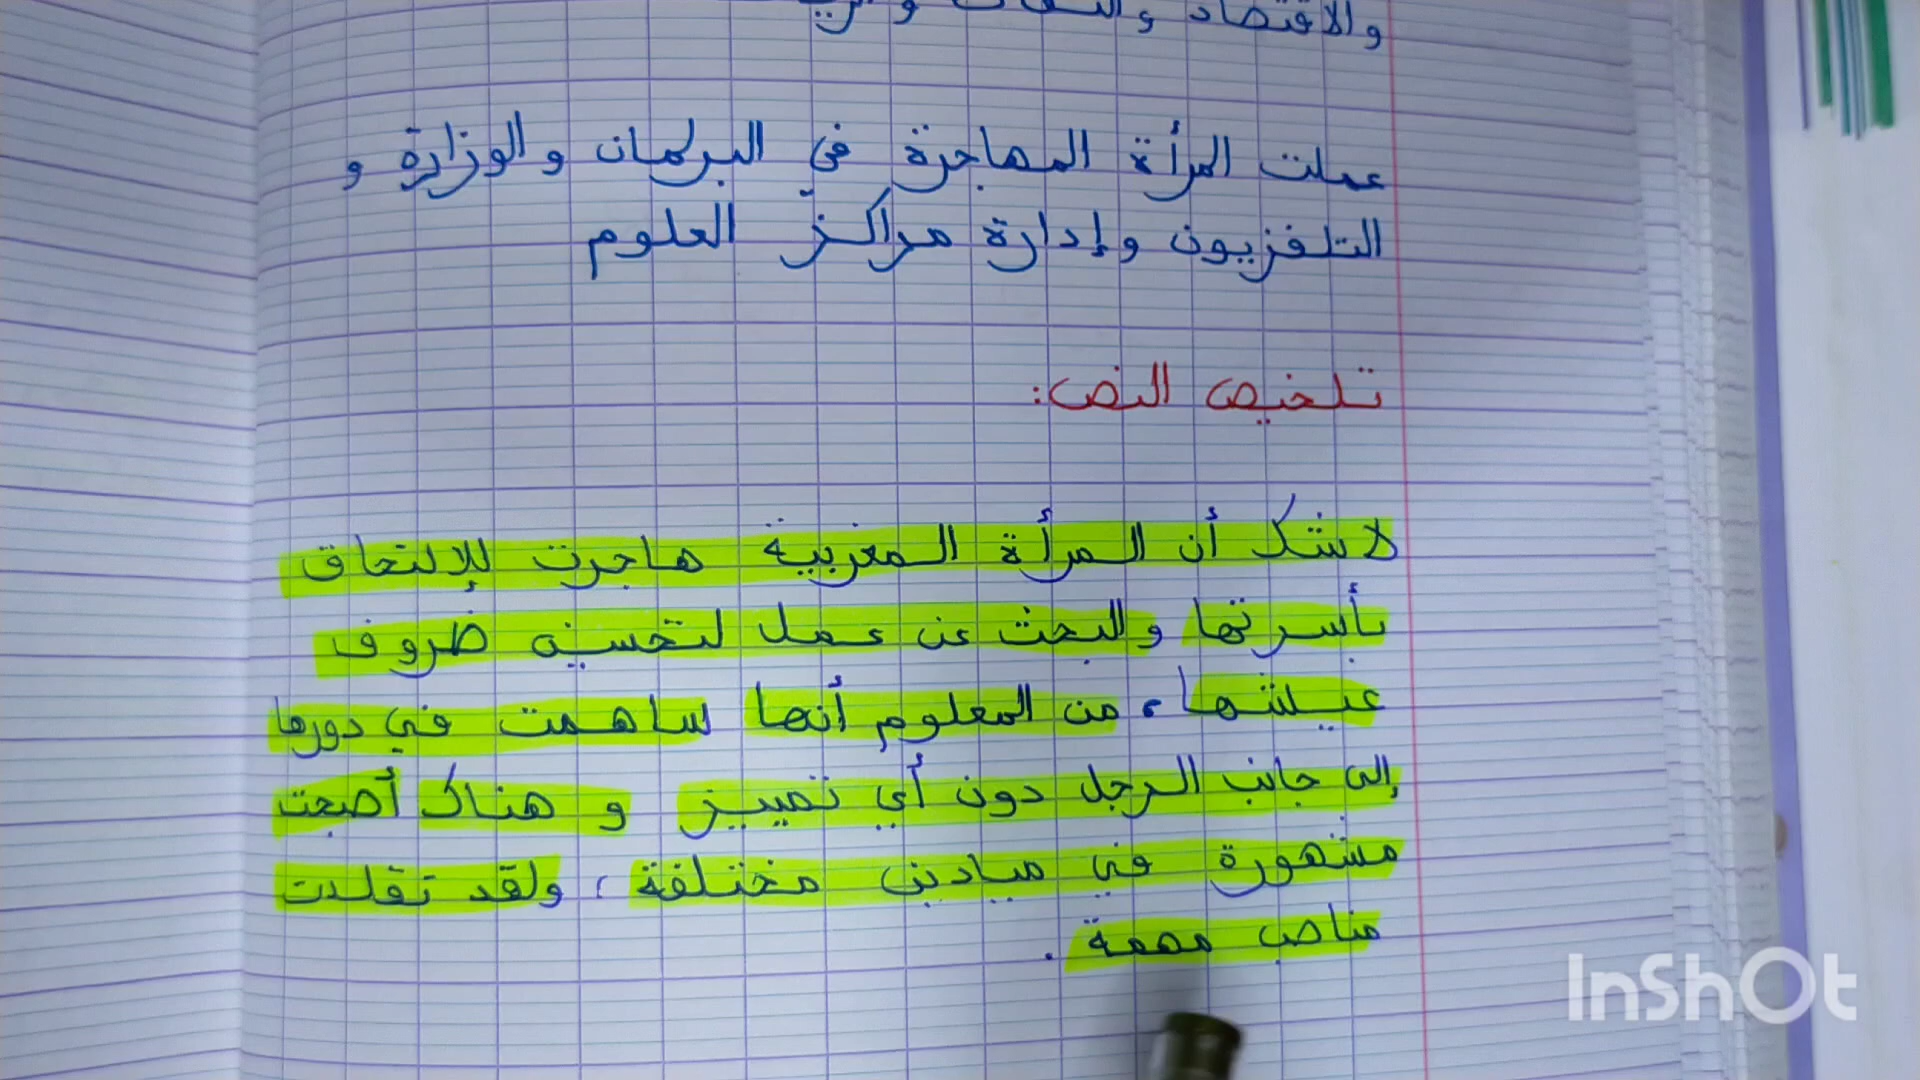 والاقتصاد و
عملت المرأة المهاجرة في البرلمان والوزارة و
التلفزيون وإدارة مراكز العلوم
تلخيص النص:
لا شك أن المرأة المغربية هاجرت للإلتحاق
بأسرتها والبحث عن عمل لتحسين ظروف
عيشها، من المعلوم أنها ساهمت في دورها
إلى جانب الرجل دون أي تمييز و هناك أصبحت
مشهورة في ميادين مختلفة، ولقد تقلدت
مناصب مهمة.
InShOt